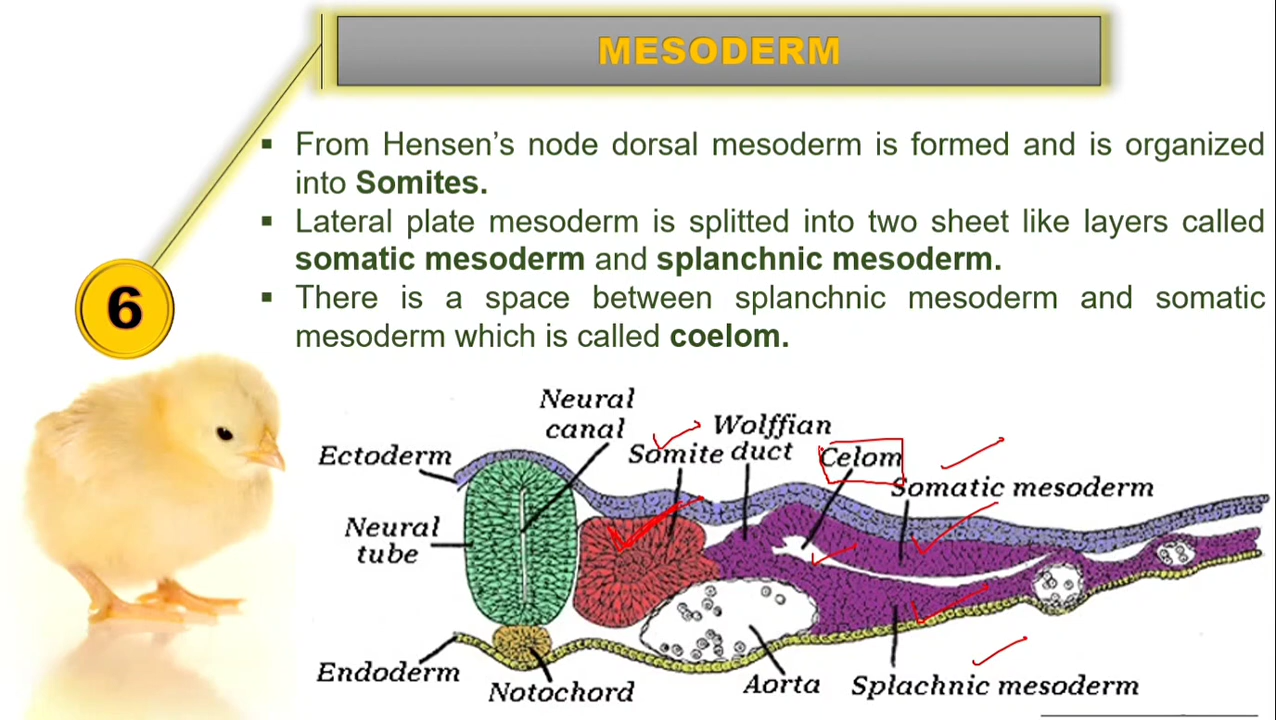 MESODERM
▪ From Hensen's node dorsal mesoderm is formed and is organized
into Somites.
▪ Lateral plate mesoderm is splitted into two sheet like layers called
somatic mesoderm and splanchnic mesoderm.
▪ There is a space between splanchnic mesoderm and somatic
mesoderm which is called coelom.
6
Neural
canal
Wolffian
duct
Somite
Celom
Ectoderm
Somatic mesoderm
Neural
tube
Endoderm
Notochord
Aorta
Splachnic mesoderm